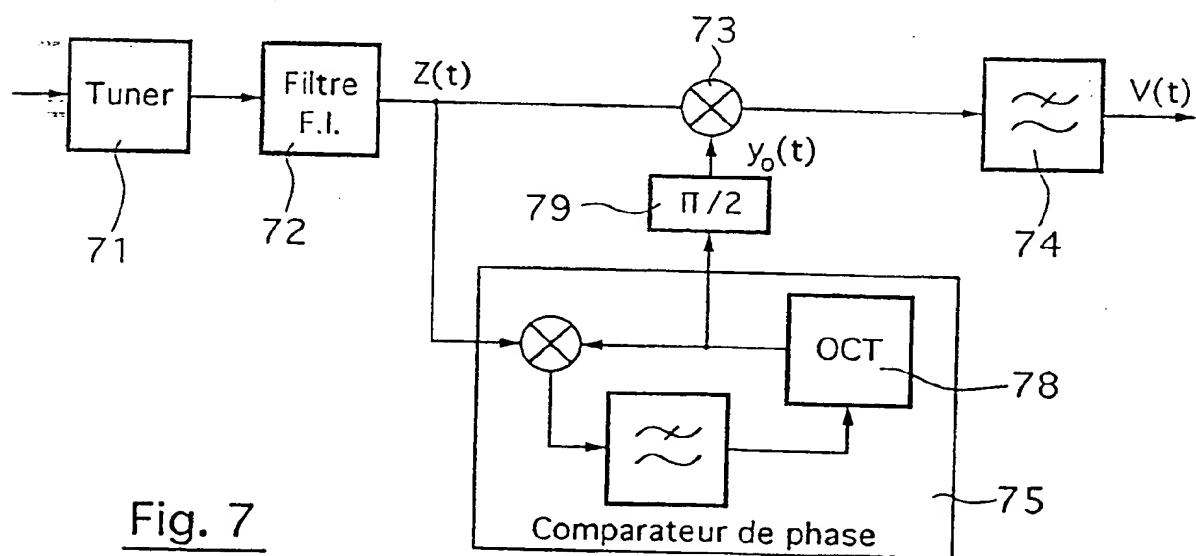 73
Tuner
Filtre
F.I.
Z(t)
V(t)
y₀(t)
79
Π/2
71
72
74
OCT
78
75
Comparateur de phase
Fig. 7